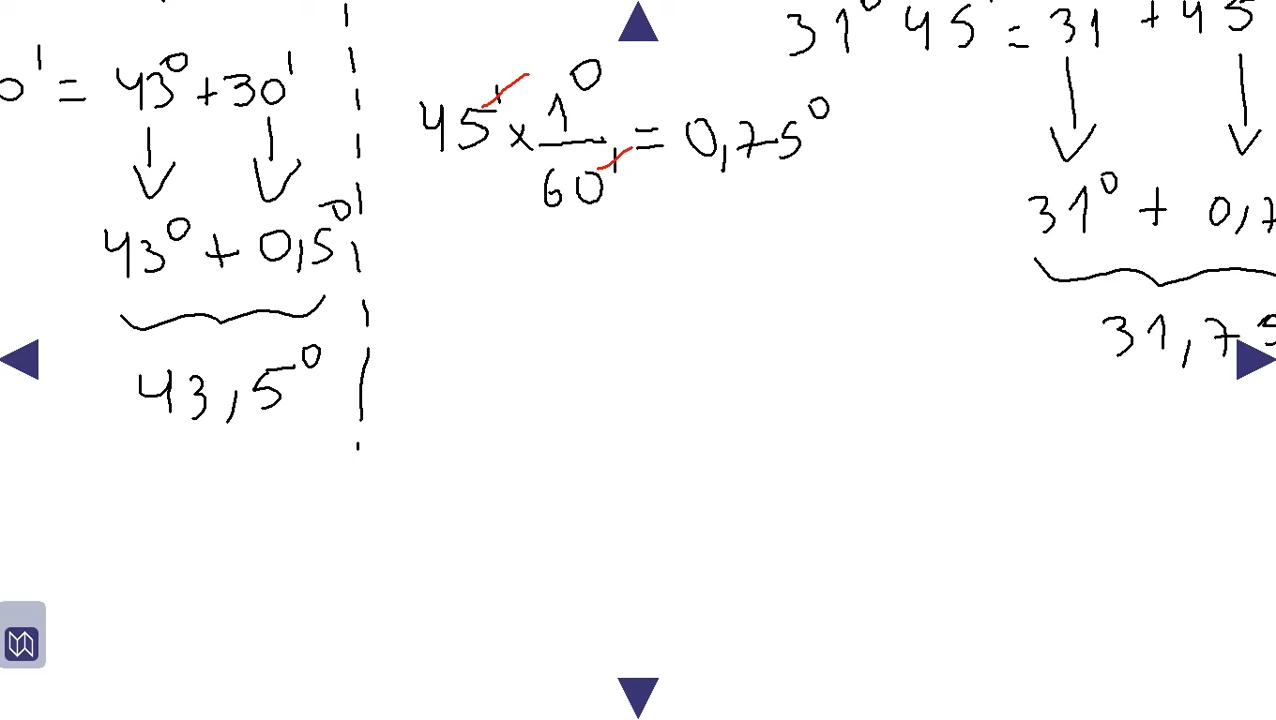 0' = 43° + 30'
43° + 0,5°
43,5°
45' x 1°/60' = 0,75°
31° 45' = 31 + 45
31° + 0,7
31,75